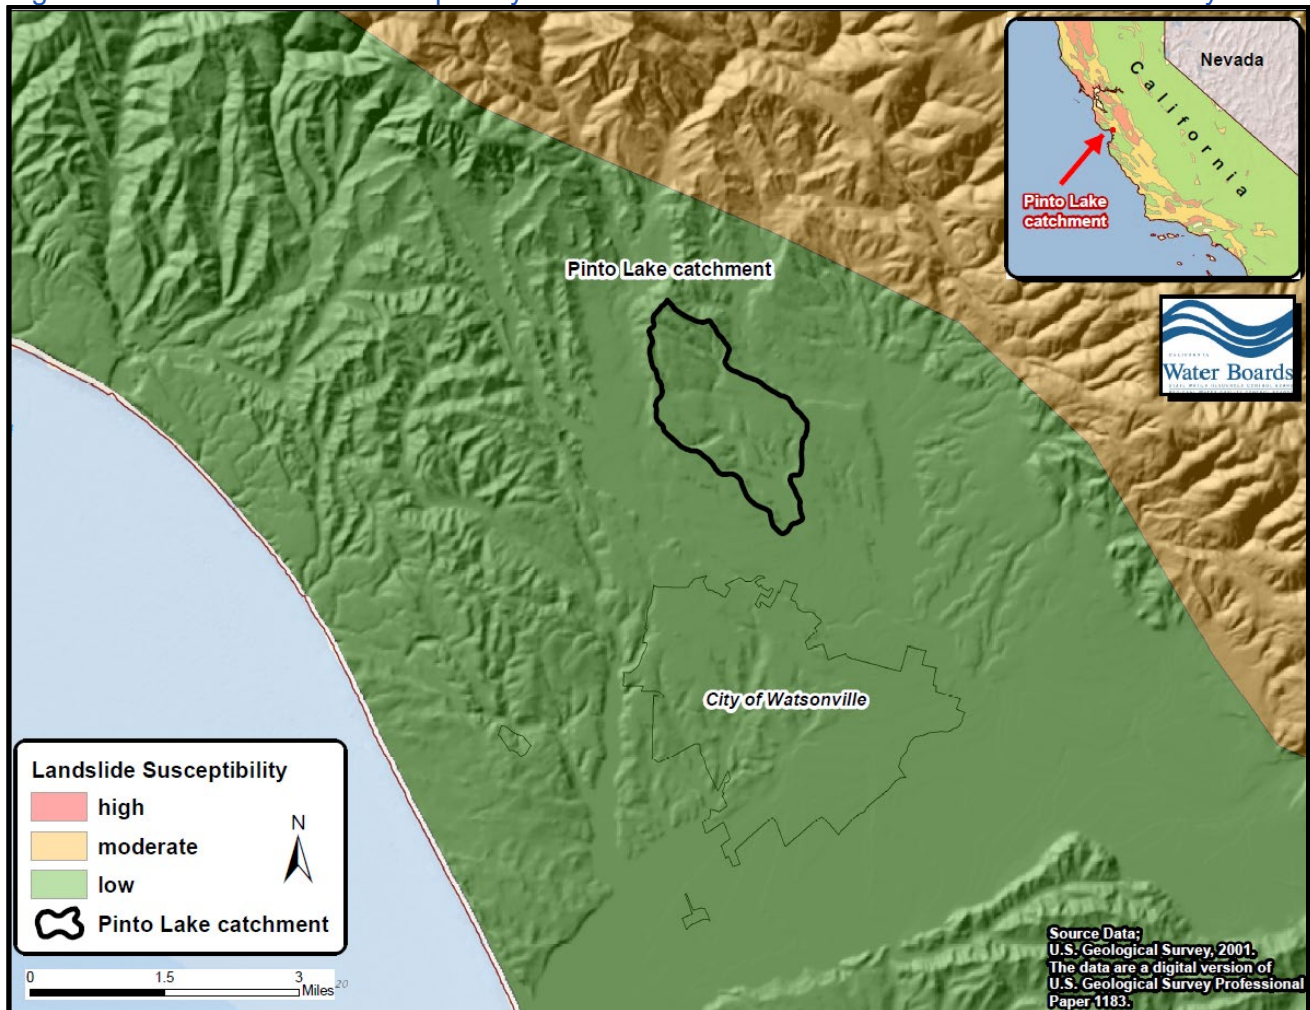 Nevada
California
Pinto Lake
catchment
Pinto Lake catchment
CALIFORNIA
Water Boards
City of Watsonville
Landslide Susceptibility
high
moderate
low
Pinto Lake catchment
N
0 1.5 3
Miles 20
Source Data;
U.S. Geological Survey, 2001.
The data are a digital version of
U.S. Geological Survey Professional
Paper 1183.